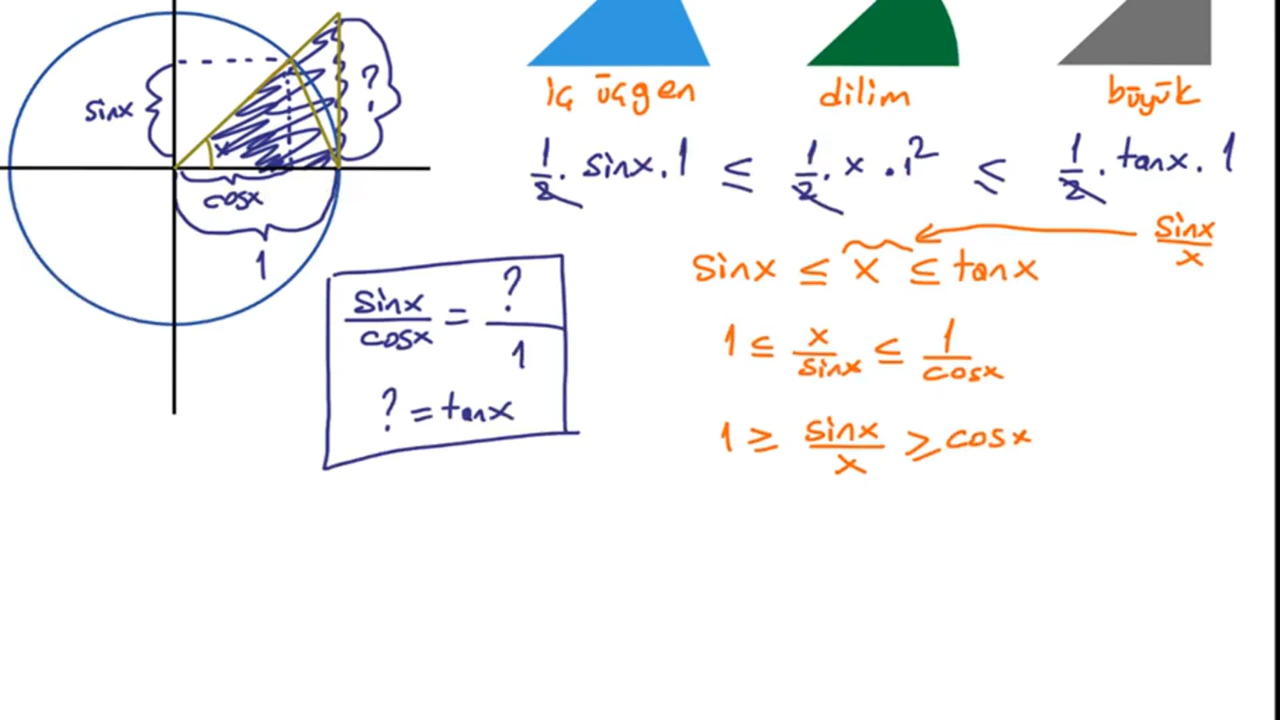 iç üçgen dilim büyük
sinx
?
x
cosx
1
1/2 . sinx . 1 ≤ 1/2 . x . 1² ≤ 1/2 . tanx . 1
sinx/x
sinx ≤ x ≤ tanx
1 ≤ x/sinx ≤ 1/cosx
1 ≥ sinx/x ≥ cosx
sinx/cosx = ?/1
? = tanx